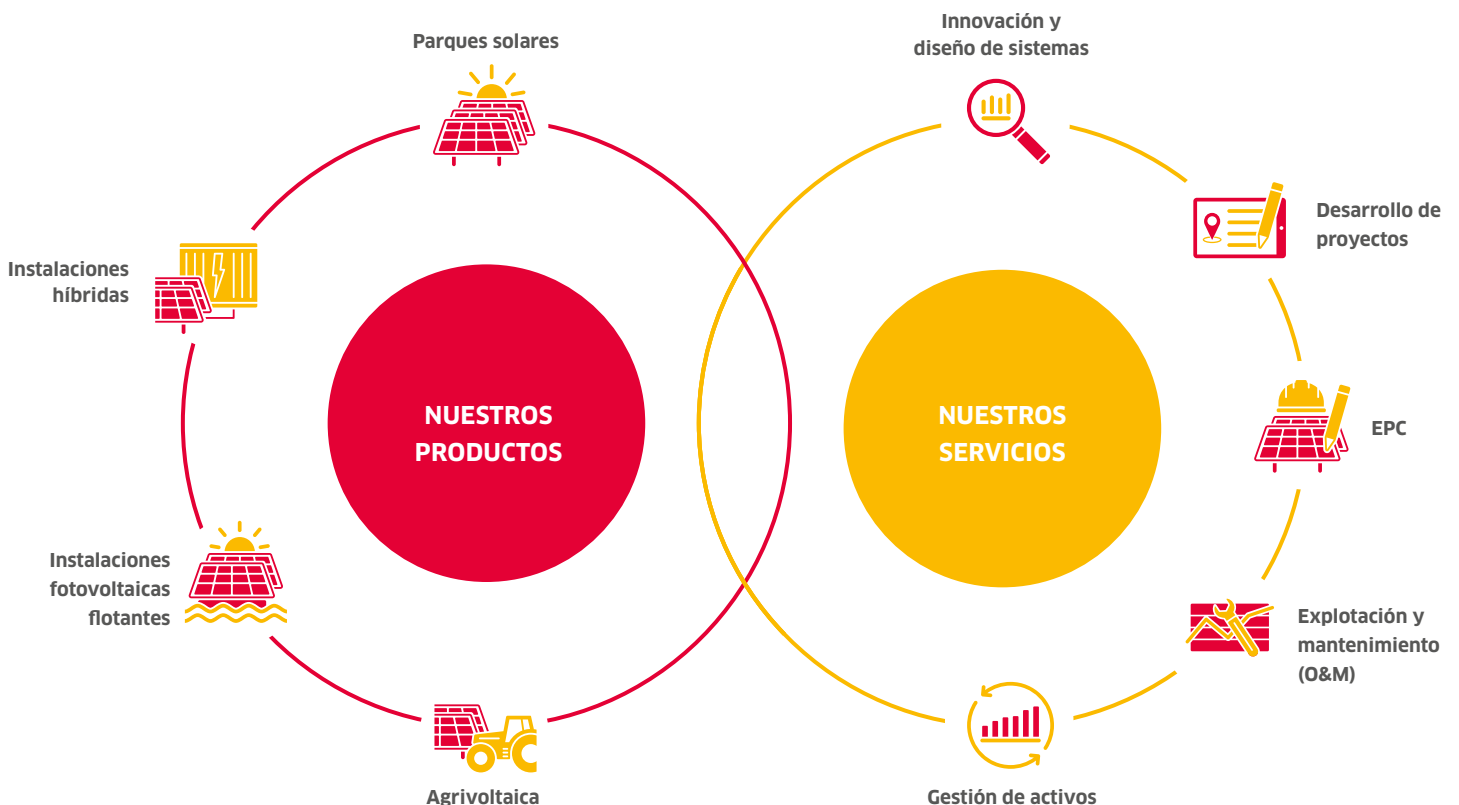 Parques solares
Instalaciones
híbridas
NUESTROS
PRODUCTOS
Instalaciones
fotovoltaicas
flotantes
Agrivoltaica
Innovación y
diseño de sistemas
Desarrollo de
proyectos
NUESTROS
SERVICIOS
EPC
Explotación y
mantenimiento
(O&M)
Gestión de activos